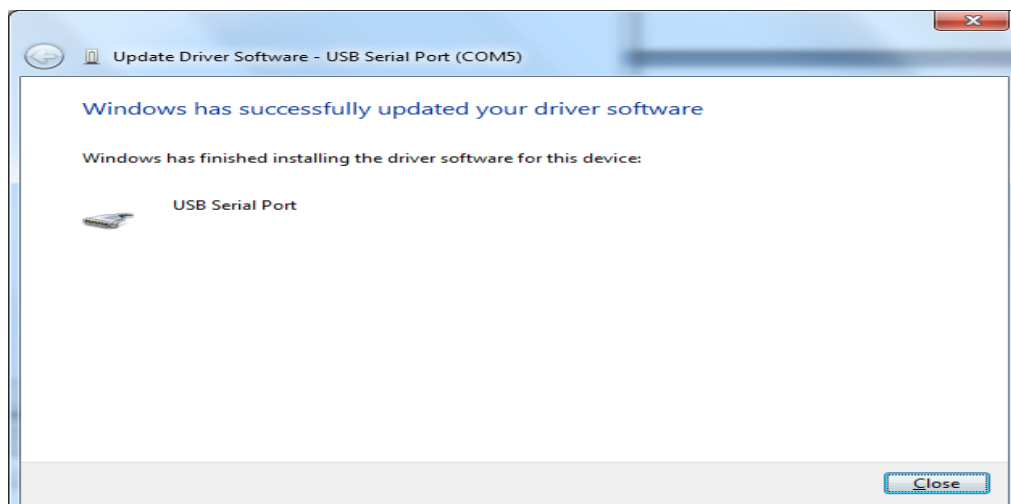 Update Driver Software - USB Serial Port (COM5)
Windows has successfully updated your driver software
Windows has finished installing the driver software for this device:
USB Serial Port
Close